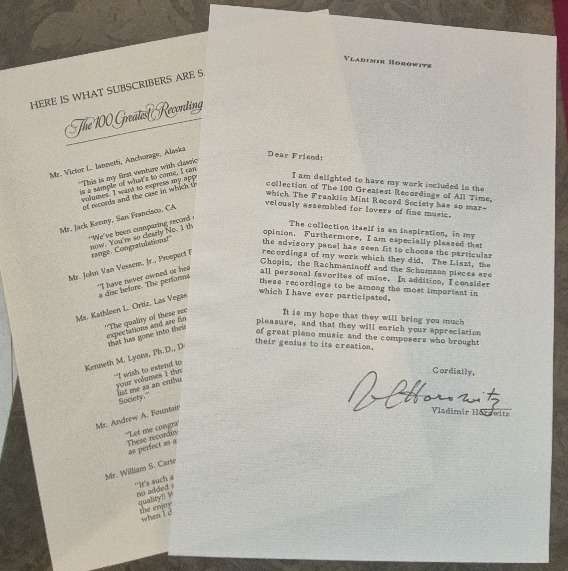 HERE IS WHAT SUBSCRIBERS ARE S
The 100 Greatest Recording
Mr. Victor L. Iannetti, Anchorage, Alaska
"This is my first venture with classic
is a sample of what's to come, I can
volumes. I want to express my app
of records and the case in which th
Mr. Jack Kenny, San Francisco, CA
"We've been comparing record
now. You're so clearly No. 1 th
range. Congratulations!"
Mr. John Van Vessem, Jr., Prospect
"I have never owned or hea
a disc before. The performa
Ms. Kathleen L. Ortiz, Las Vegas
"The quality of these rec
expectations and are fin
that has gone into their
Kenneth M. Lyons, Ph.D., D
"I wish to extend to
your volumes 1 thro
list me as an enthu
Society."
Mr. Andrew A. Fountain
"Let me congra
These recordin
as perfect as a
Mr. William S. Carte
"It's such a
no added
quality!!
the enjoy
when I d
VLADIMIR HOROWITZ
Dear Friend:
I am delighted to have my work included in the
collection of The 100 Greatest Recordings of All Time,
which The Franklin Mint Record Society has so mar-
velously assembled for lovers of fine music.
The collection itself is an inspiration, in my
opinion. Furthermore, I am especially pleased that
the advisory panel has seen fit to choose the particular
recordings of my work which they did. The Liszt, the
Chopin, the Rachmaninoff and the Schumann pieces are
all personal favorites of mine. In addition, I consider
these recordings to be among the most important in
which I have ever participated.
It is my hope that they will bring you much
pleasure, and that they will enrich your appreciation
of great piano music and the composers who brought
their genius to its creation.
Cordially,
Horowitz
Vladimir Horowitz